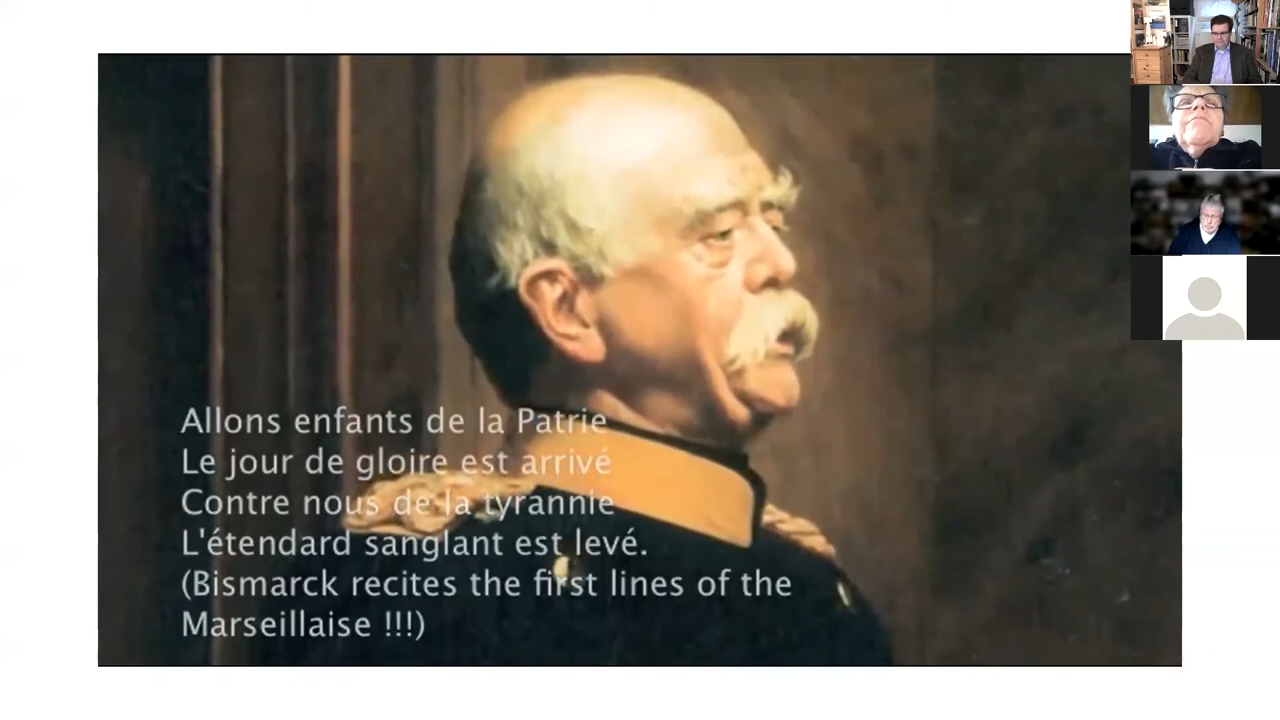 Allons enfants de la Patrie
Le jour de gloire est arrivé
Contre nous de la tyrannie
L'étendard sanglant est levé.
(Bismarck recites the first lines of the
Marseillaise !!!)